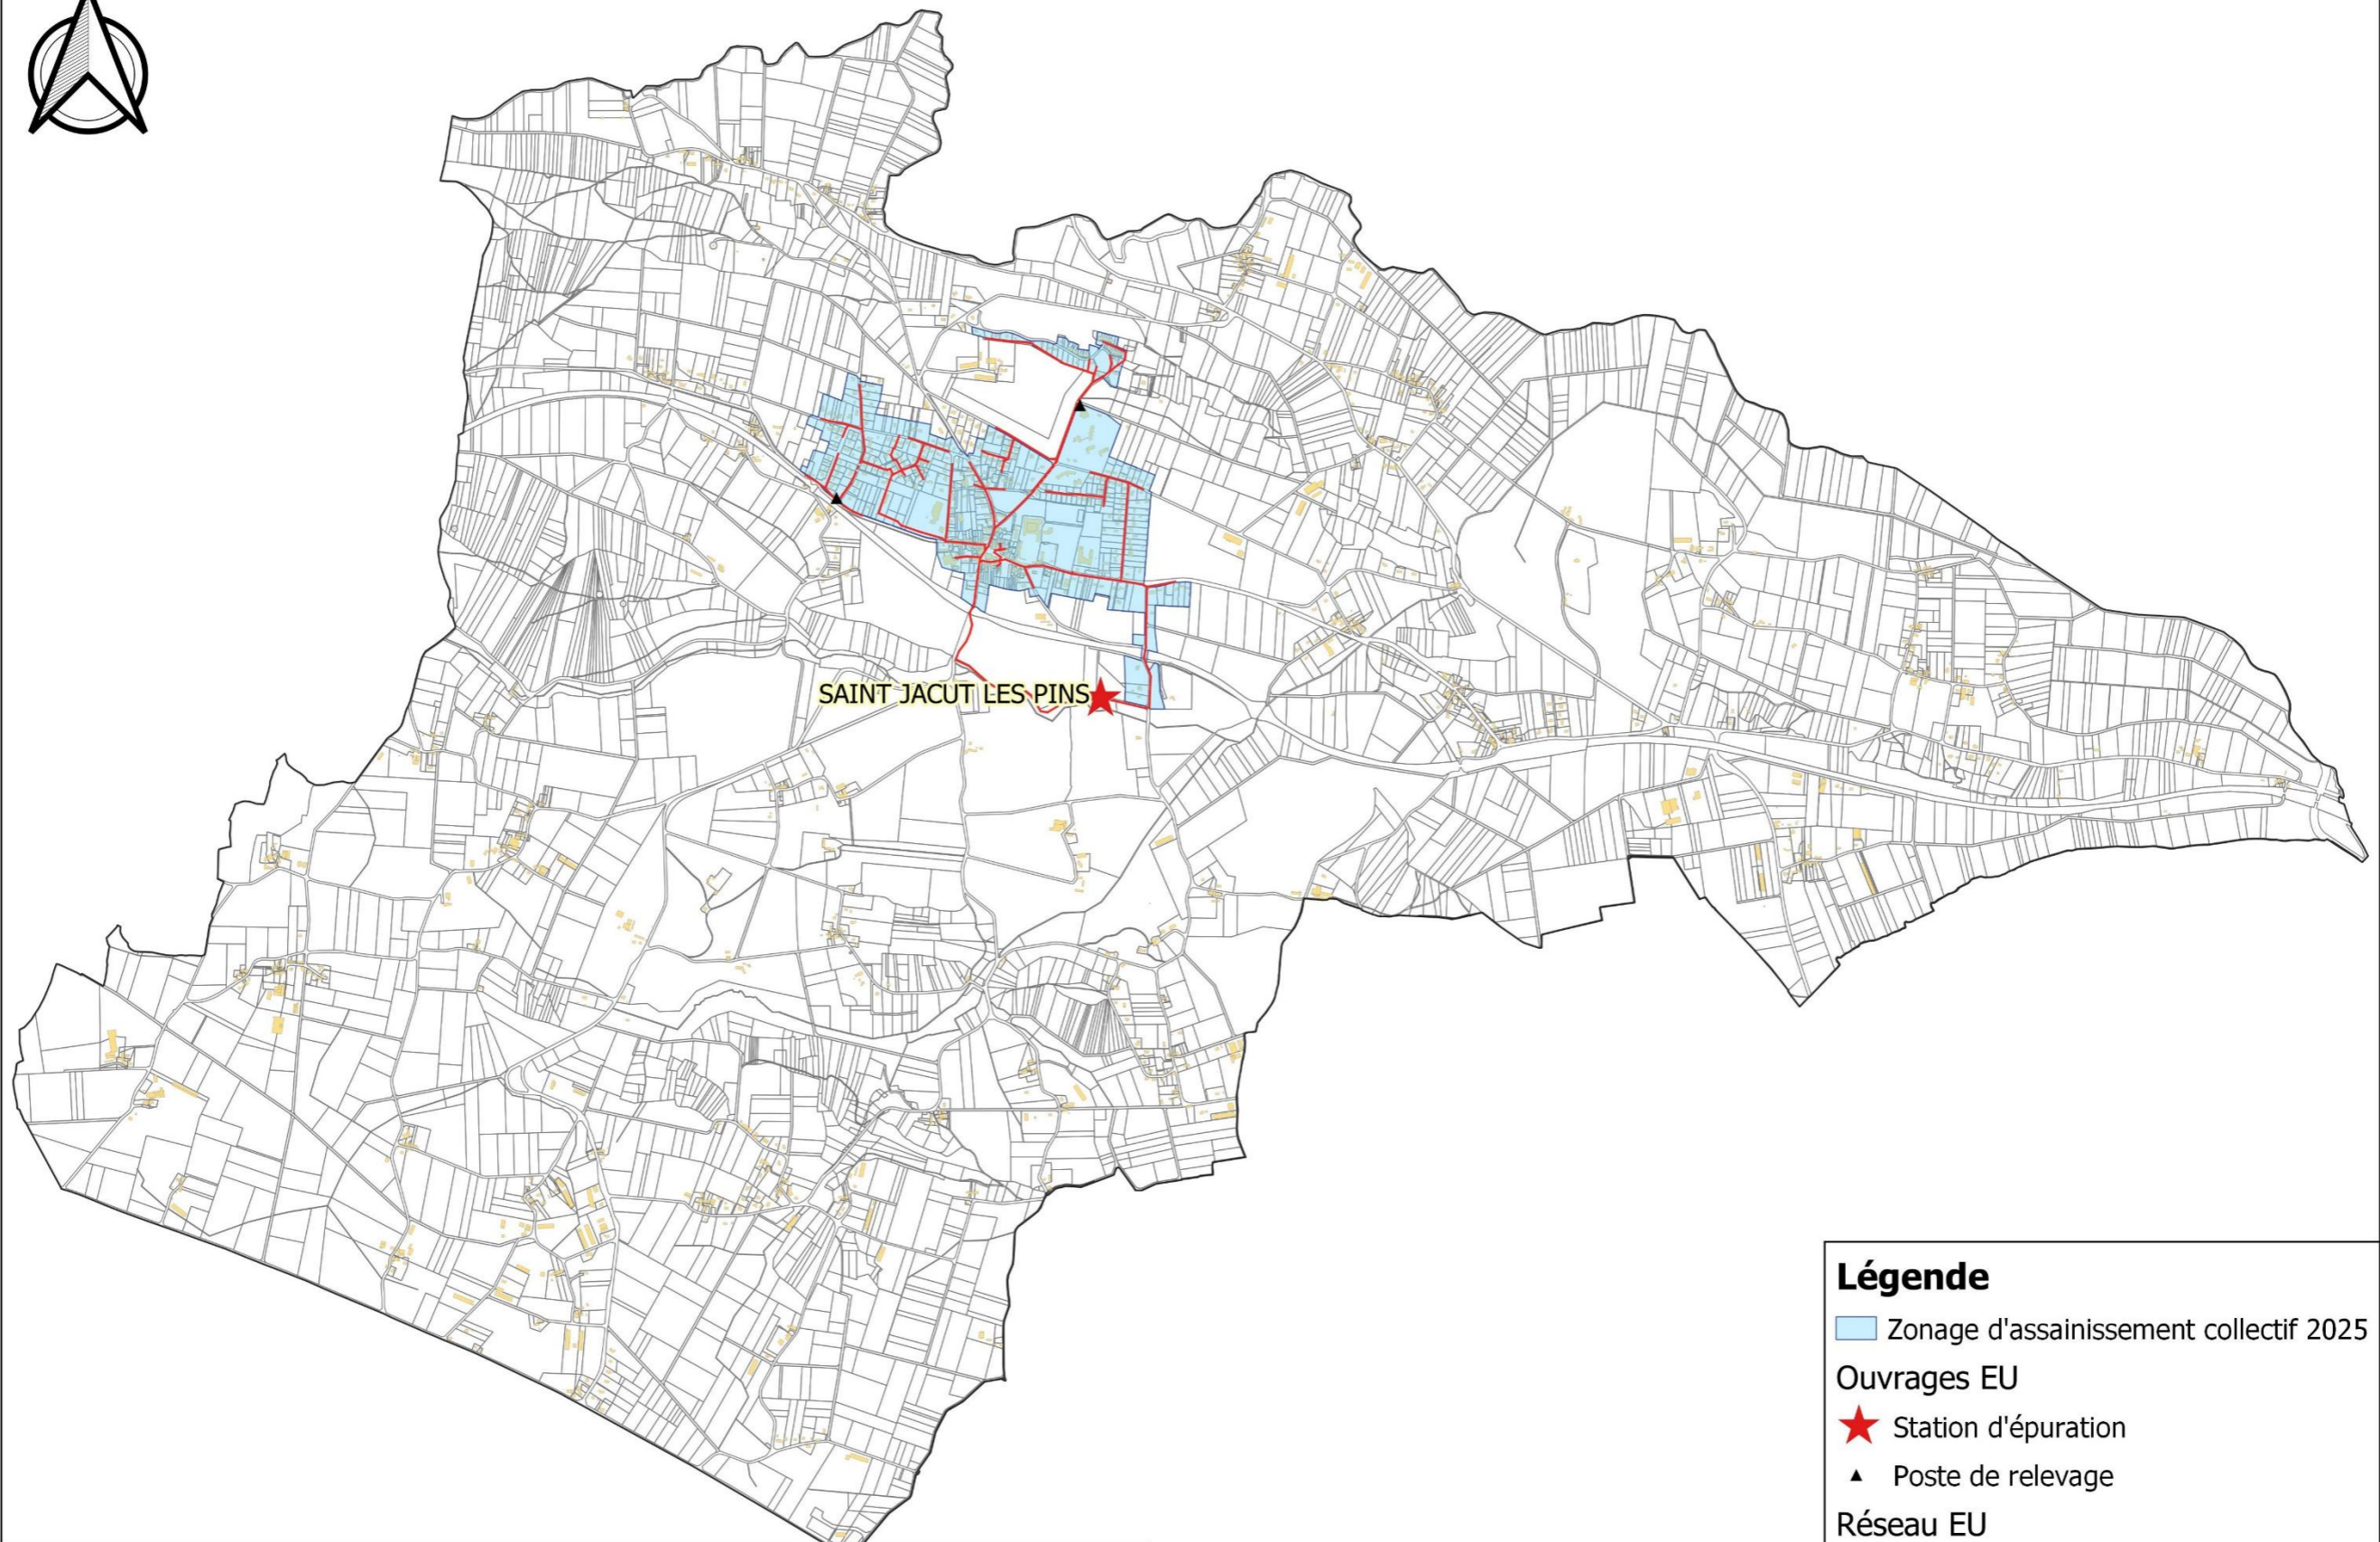 SAINT JACUT LES PINS
Légende
Zonage d'assainissement collectif 2025
Ouvrages EU
Station d'épuration
Poste de relevage
Réseau EU